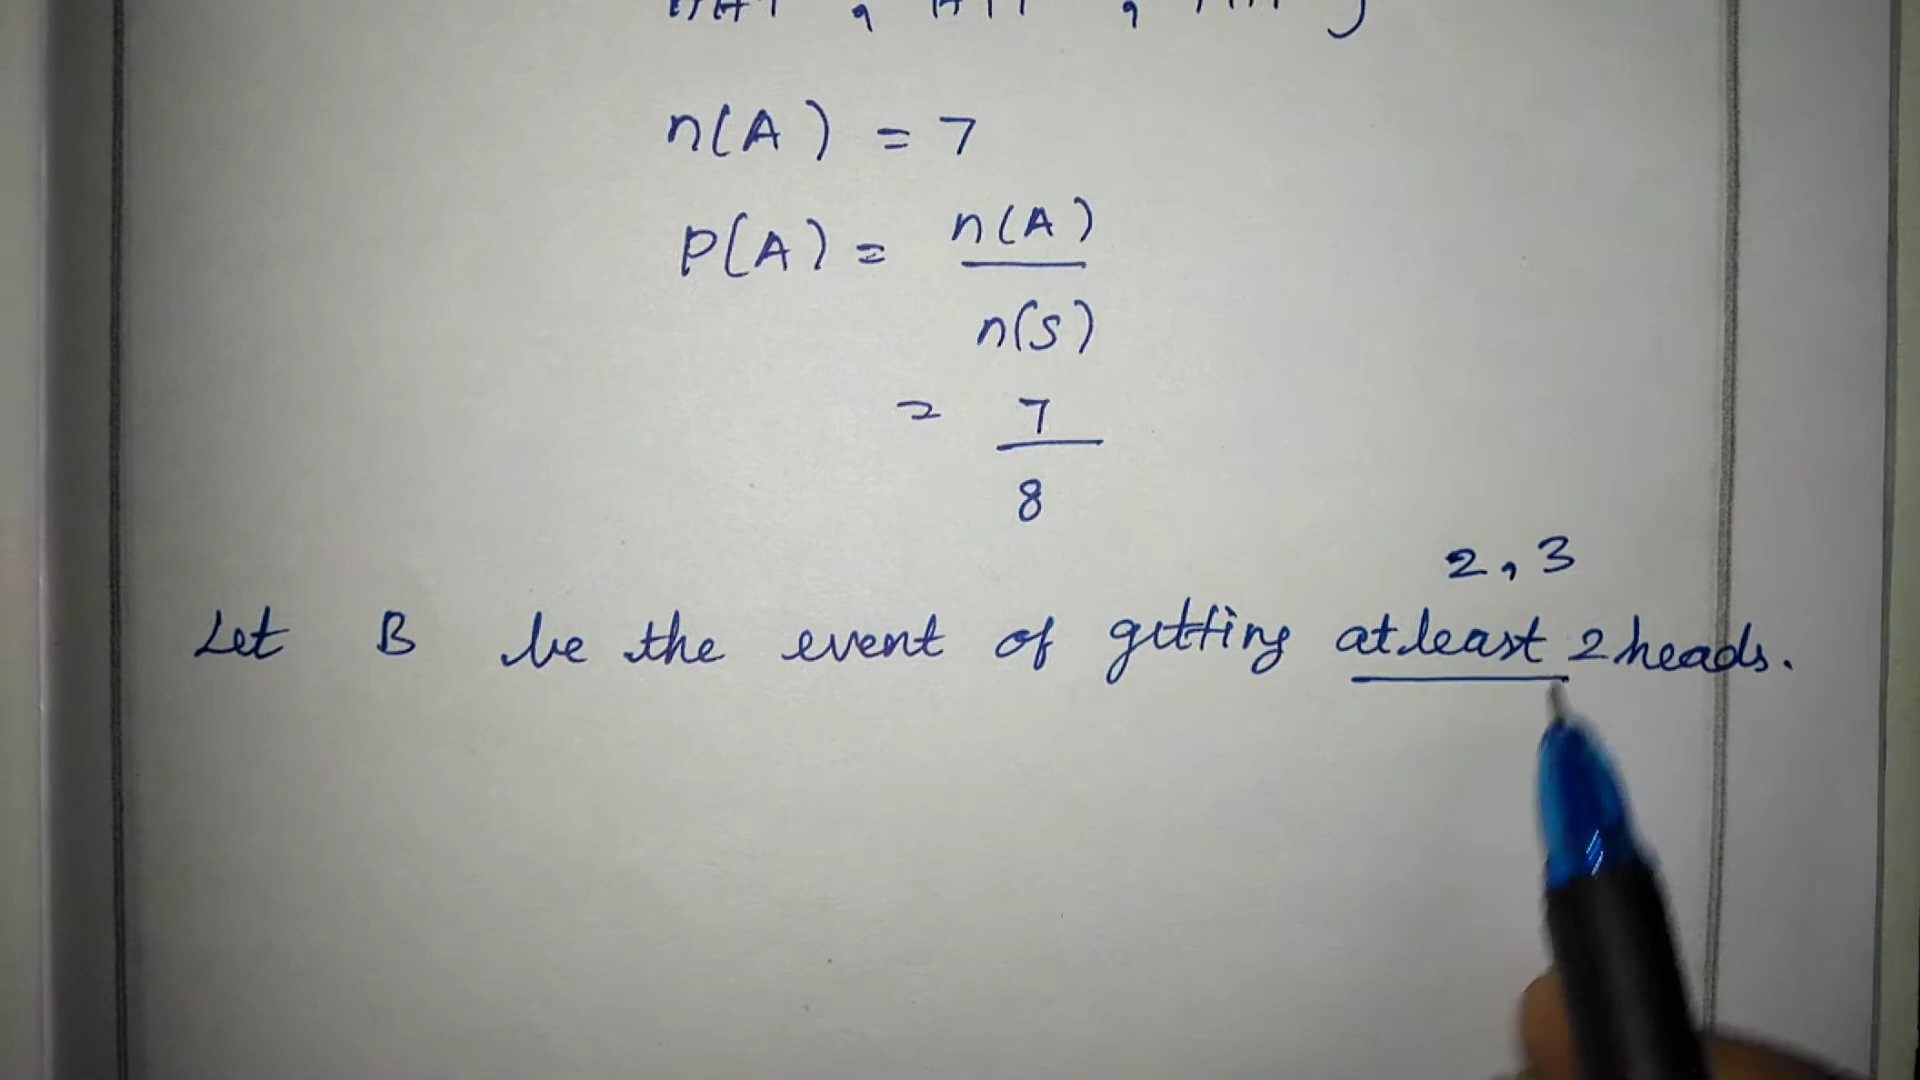 n(A) = 7
P(A) = n(A)
n(S)
= 7
8
2, 3
Let B be the event of getting atleast 2 heads.